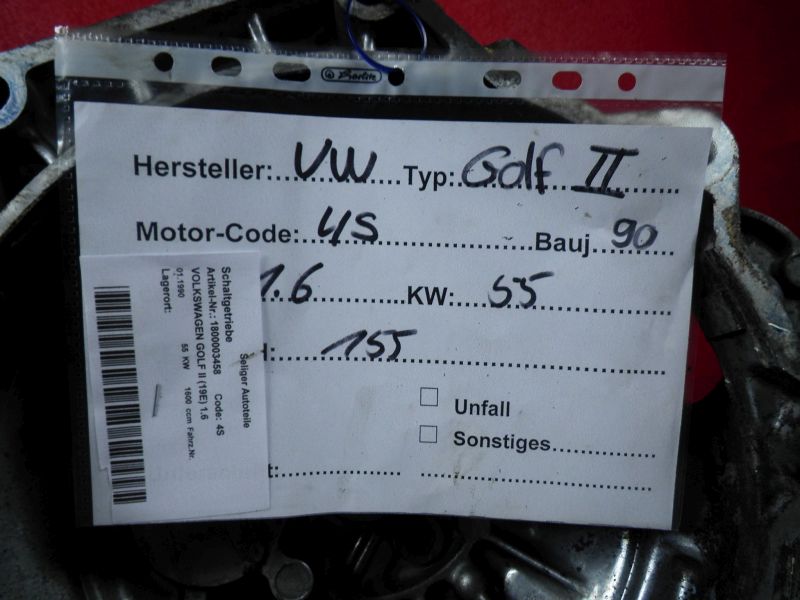 Herlitz
Hersteller: VW Typ: Golf II
Motor-Code: 4S Bauj 90
1.6 KW: 55
155
Unfall
Sonstiges
Seliger Autoteile
Schaltgetriebe
Artikel-Nr.: 1800003458 Code: 4S
VOLKSWAGEN GOLF II (19E) 1.6
01.1990 55 KW 1600 ccm Fahrz.Nr.
Lagerort: